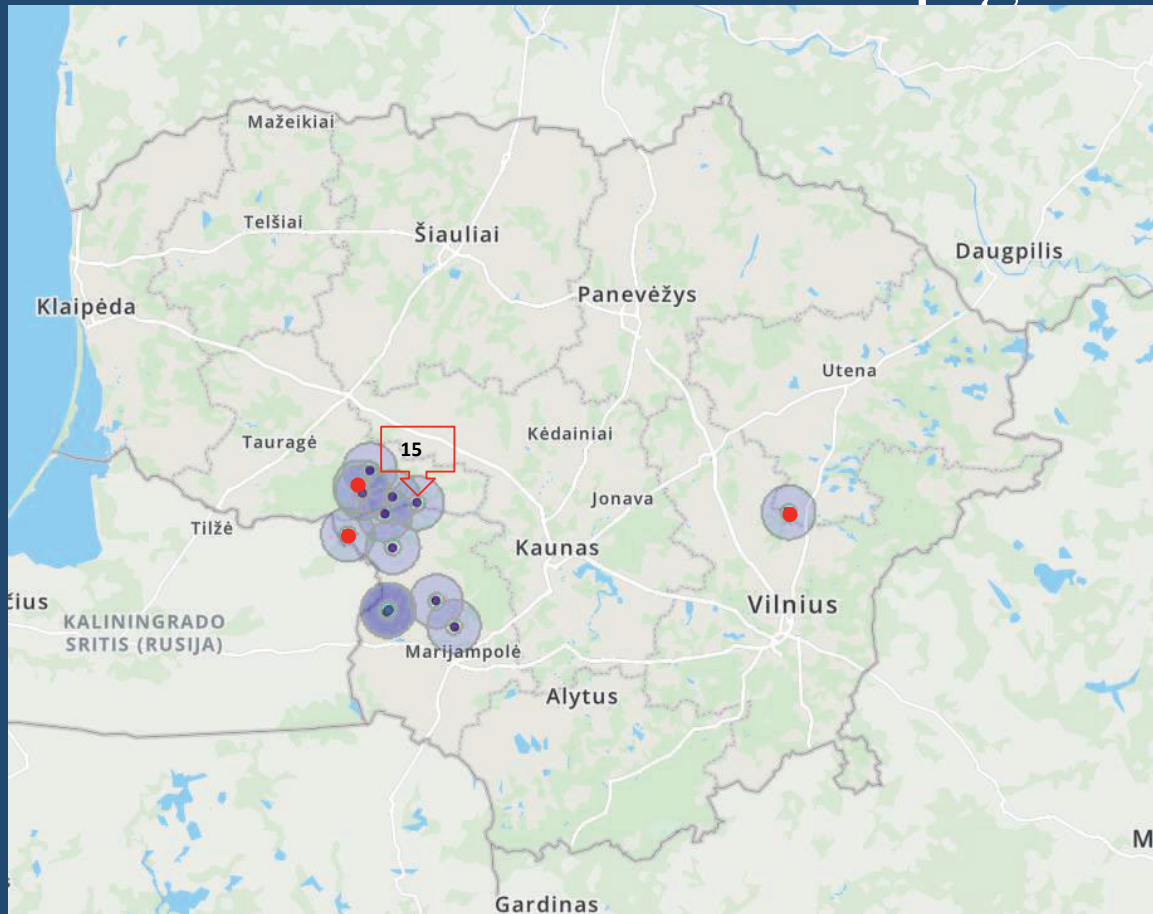 Mažeikiai
Telšiai
Šiauliai
Daugpilis
Klaipėda
Panevėžys
Utena
Tauragė
Kėdainiai
15
Jonava
Tilžė
Kaunas
čius
Vilnius
KALININGRADO
SRITIS (RUSIJA)
Marijampolė
Alytus
M
Gardinas